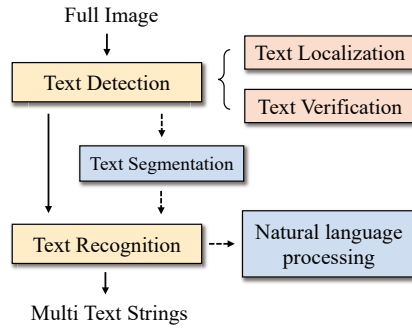 Full Image
Text Detection
Text Localization
Text Verification
Text Segmentation
Text Recognition
Natural language
processing
Multi Text Strings